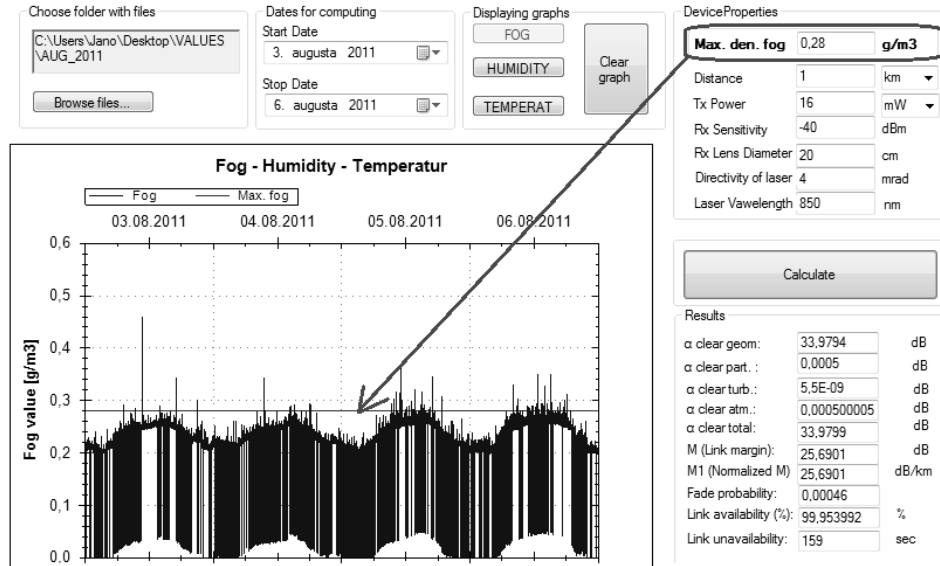 Choose folder with files
C:\Users\Jano\Desktop\VALUES
\AUG_2011
Browse files...
Dates for computing
Start Date
3. augusta 2011
Stop Date
6. augusta 2011
Displaying graphs
FOG
HUMIDITY
TEMPERAT
Clear
graph
DeviceProperties
Max. den. fog 0,28 g/m3
Distance 1 km
Tx Power 16 mW
Rx Sensitivity -40 dBm
Rx Lens Diameter 20 cm
Directivity of laser 4 mrad
Laser Vawelength 850 nm
Calculate
Results
α clear geom: 33,9794 dB
α clear part. : 0,0005 dB
α clear turb.: 5,5E-09 dB
α clear atm.: 0,000500005 dB
α clear total: 33,9799 dB
M (Link margin): 25,6901 dB
M1 (Normalized M) 25,6901 dB/km
Fade probability: 0,00046
Link availability (%): 99,953992 %
Link unavailability: 159 sec
Fog - Humidity - Temperatur
Fog Max. fog
03.08.2011 04.08.2011 05.08.2011 06.08.2011
Fog value [g/m3]
0,6
0,5
0,4
0,3
0,2
0,1
0,0